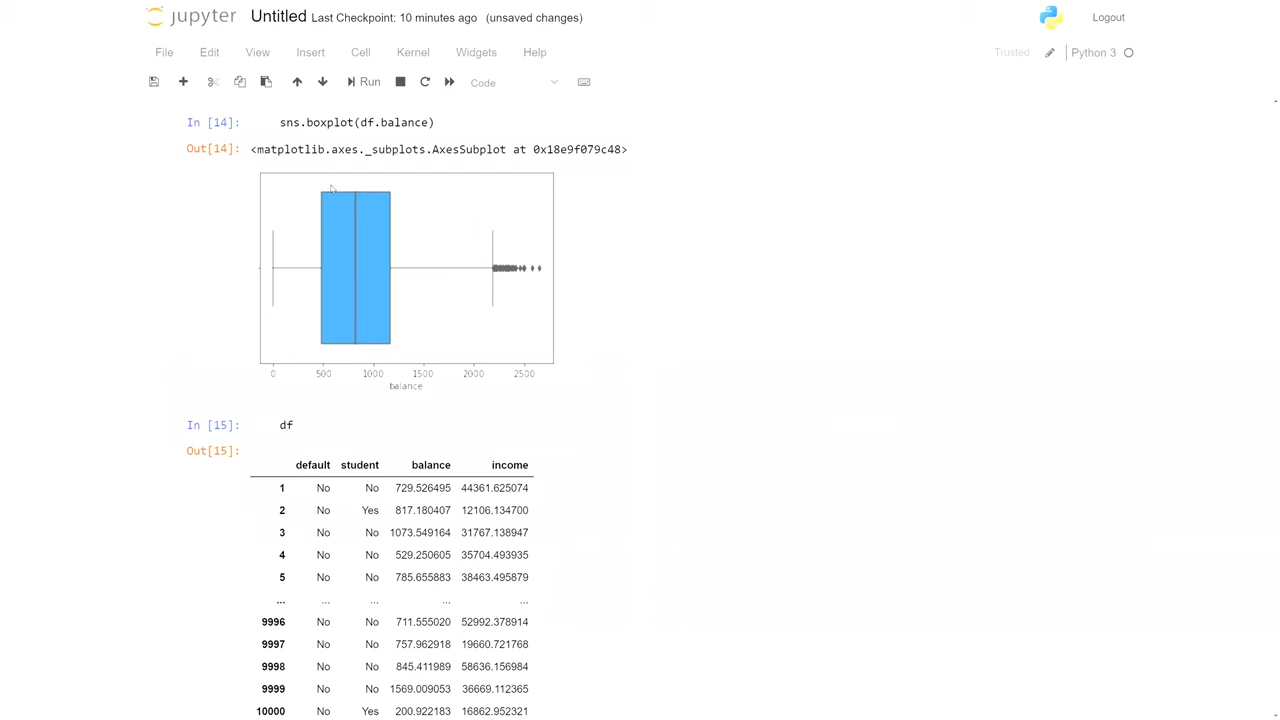 jupyter Untitled Last Checkpoint: 10 minutes ago (unsaved changes) Logout
File Edit View Insert Cell Kernel Widgets Help Trusted Python 3
Run Code
In [14]: sns.boxplot(df.balance)
Out[14]: <matplotlib.axes._subplots.AxesSubplot at 0x18e9f079c48>
0 500 1000 1500 2000 2500
balance
In [15]: df
Out[15]:
default student balance income
1 No No 729.526495 44361.625074
2 No Yes 817.180407 12106.134700
3 No No 1073.549164 31767.138947
4 No No 529.250605 35704.493935
5 No No 785.655883 38463.495879
... ... ... ... ...
9996 No No 711.555020 52992.378914
9997 No No 757.962918 19660.721768
9998 No No 845.411989 58636.156984
9999 No No 1569.009053 36669.112365
10000 No Yes 200.922183 16862.952321